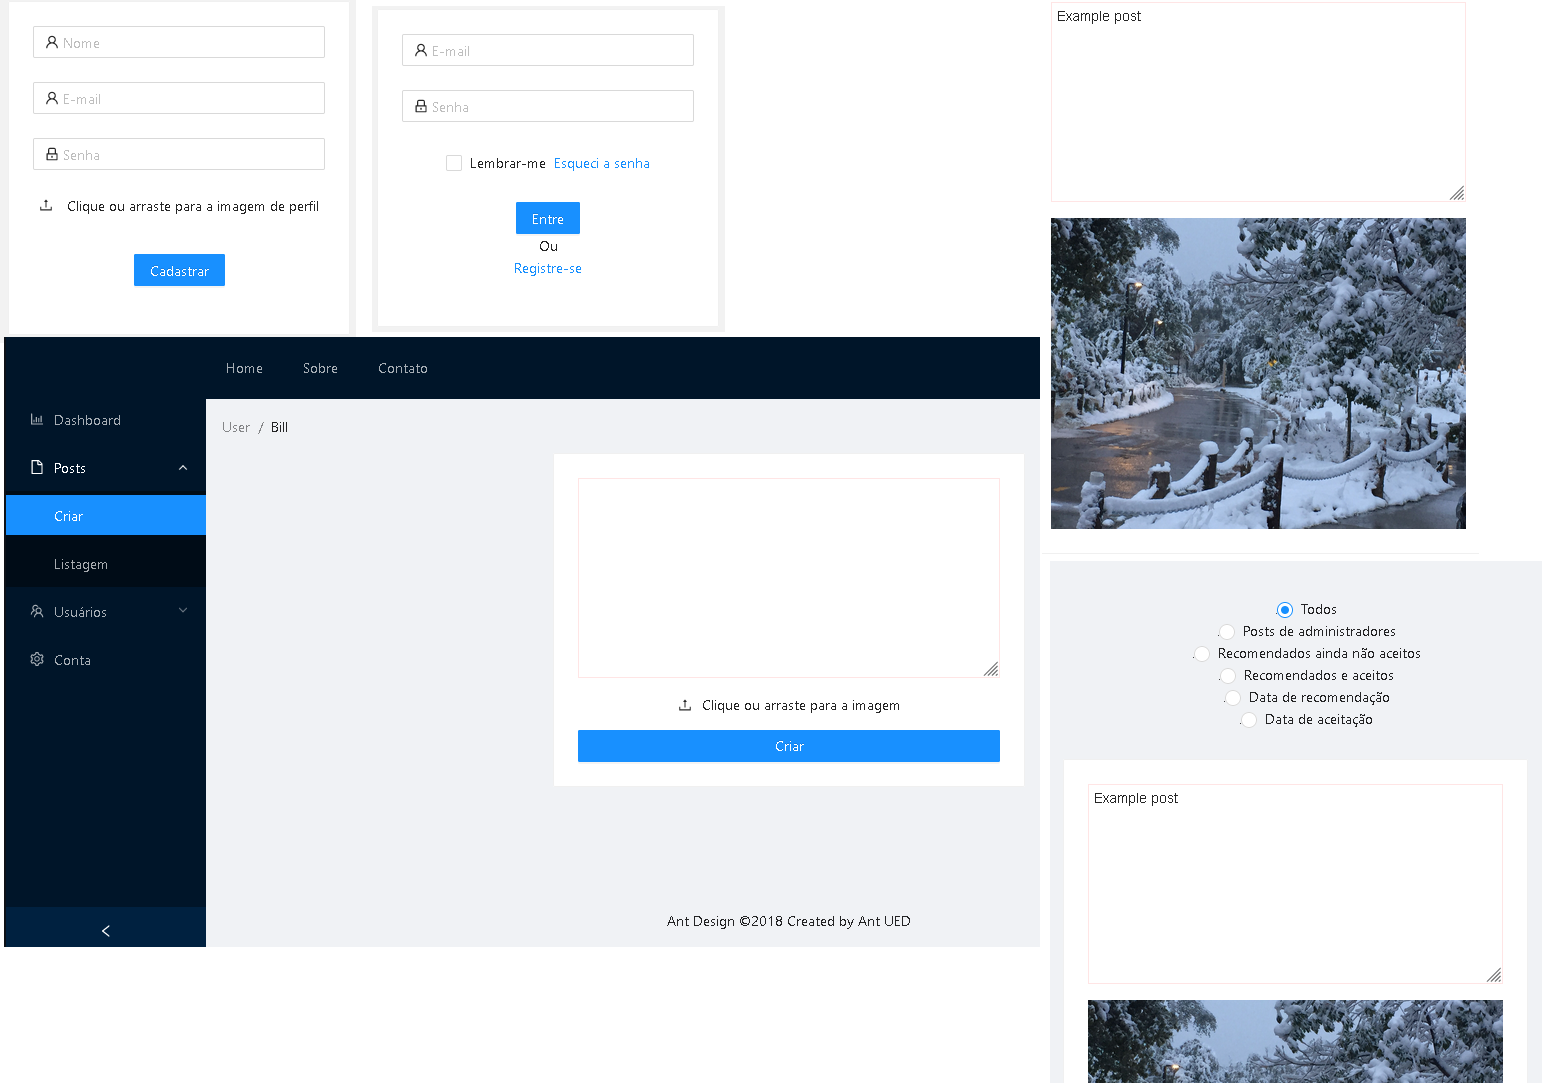 Nome
E-mail
Senha
Clique ou arraste para a imagem de perfil
Cadastrar
E-mail
Senha
Lembrar-me Esqueci a senha
Entre
Ou
Registre-se
Home Sobre Contato
Dashboard
Posts
Criar
Listagem
Usuários
Conta
User / Bill
Clique ou arraste para a imagem
Criar
Ant Design ©2018 Created by Ant UED
Example post
Todos
Posts de administradores
Recomendados ainda não aceitos
Recomendados e aceitos
Data de recomendação
Data de aceitação
Example post